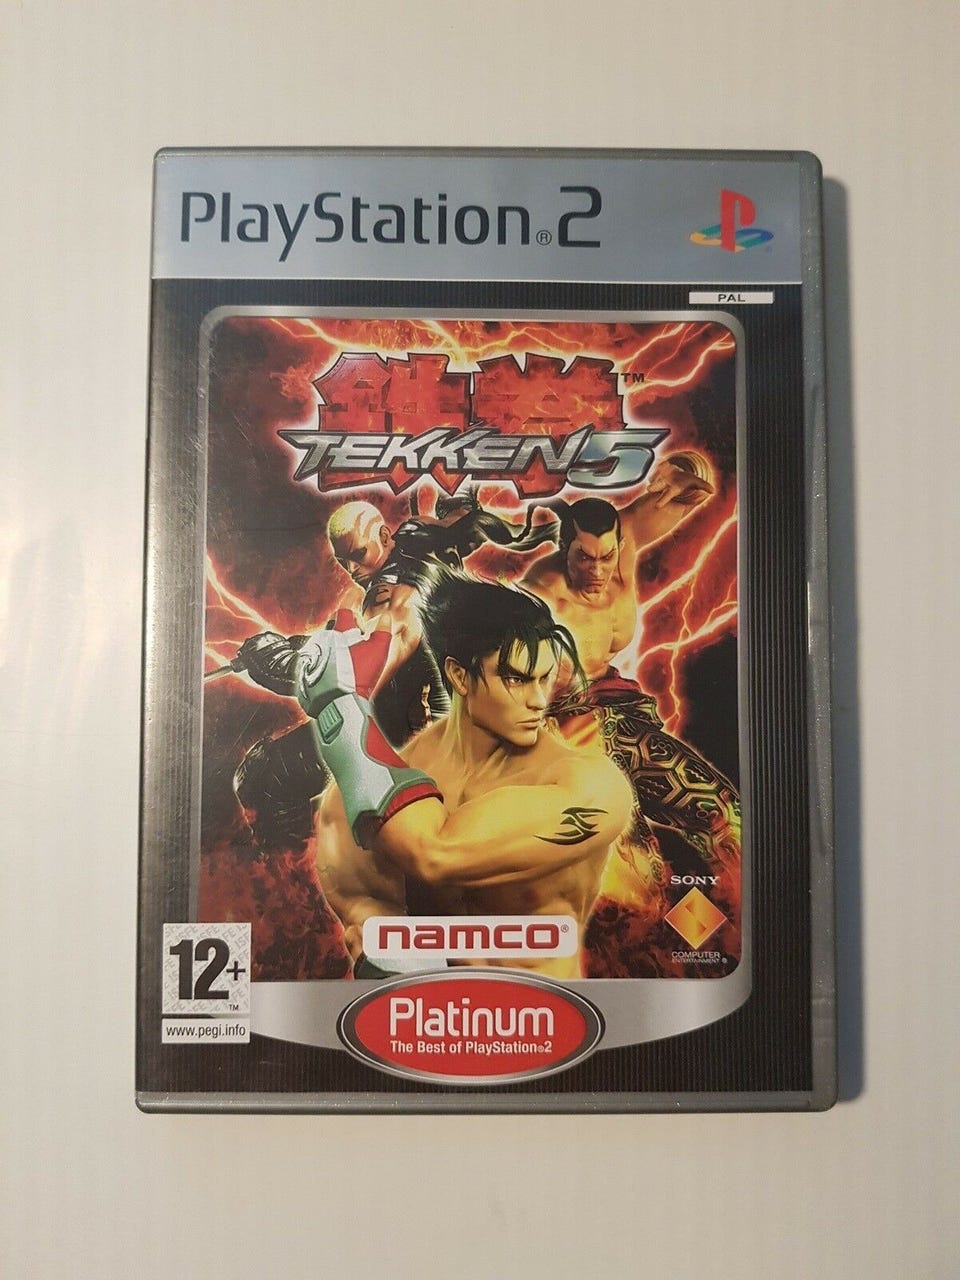 PlayStation®2
PAL
鉄拳™
TEKKEN 5
SONY
COMPUTER
ENTERTAINMENT®
namco®
12+™
www.pegi.info
Platinum
The Best of PlayStation®2